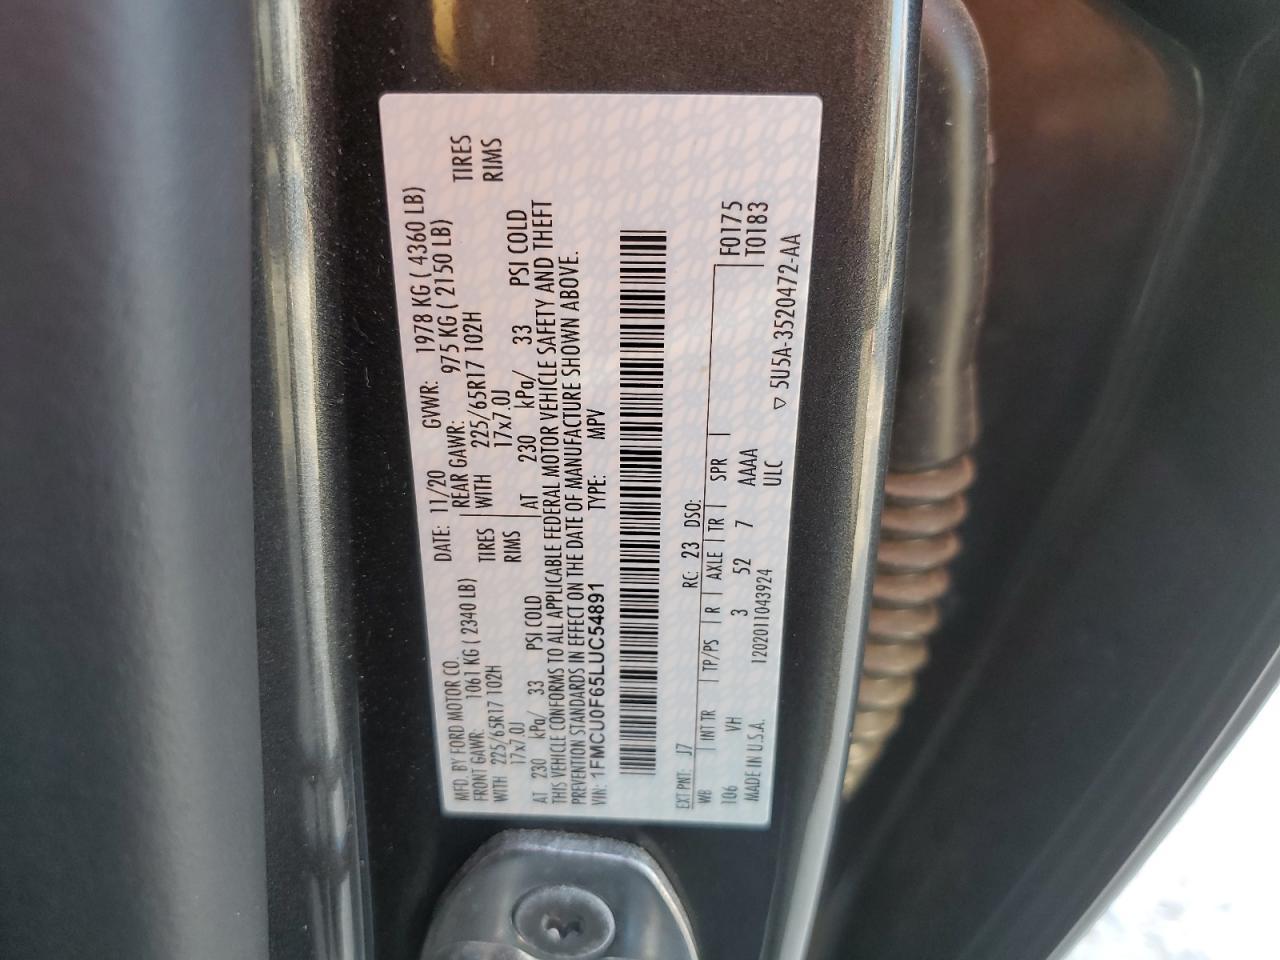 MFD. BY FORD MOTOR CO.
DATE: 11/20 GVWR: 1978 KG ( 4360 LB)
FRONT GAWR: 1061 KG ( 2340 LB) REAR GAWR: 975 KG ( 2150 LB)
WITH 225/65R17 102H TIRES WITH 225/65R17 102H TIRES
17x7.0J RIMS 17x7.0J RIMS
AT 230 kPa/ 33 PSI COLD AT 230 kPa/ 33 PSI COLD
THIS VEHICLE CONFORMS TO ALL APPLICABLE FEDERAL MOTOR VEHICLE SAFETY AND THEFT
PREVENTION STANDARDS IN EFFECT ON THE DATE OF MANUFACTURE SHOWN ABOVE.
VIN: 1FMCU0F65LUC54891 TYPE: MPV
EXT PNT: J7 RC: 23 DSO:
WB INT TR TP/PS R AXLE TR SPR F0175
106 VH 3 52 7 AAAA T0183
MADE IN U.S.A. 1202011043924 ULC
▽ 5U5A-3520472-AA